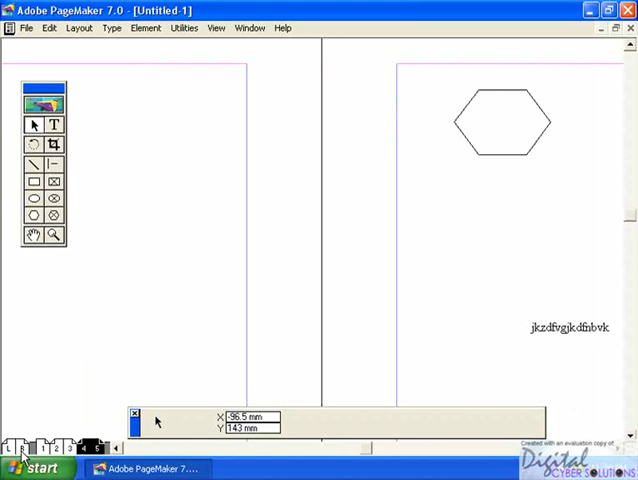 Adobe PageMaker 7.0 - [Untitled-1]
File Edit Layout Type Element Utilities View Window Help
T
jkzdfvgjkdfnbvk
X -96.5 mm
Y 143 mm
L R 1 2 3 4 5
Created with an evaluation copy of
Digital
CYBER SOLUTIONS
start Adobe PageMaker 7....